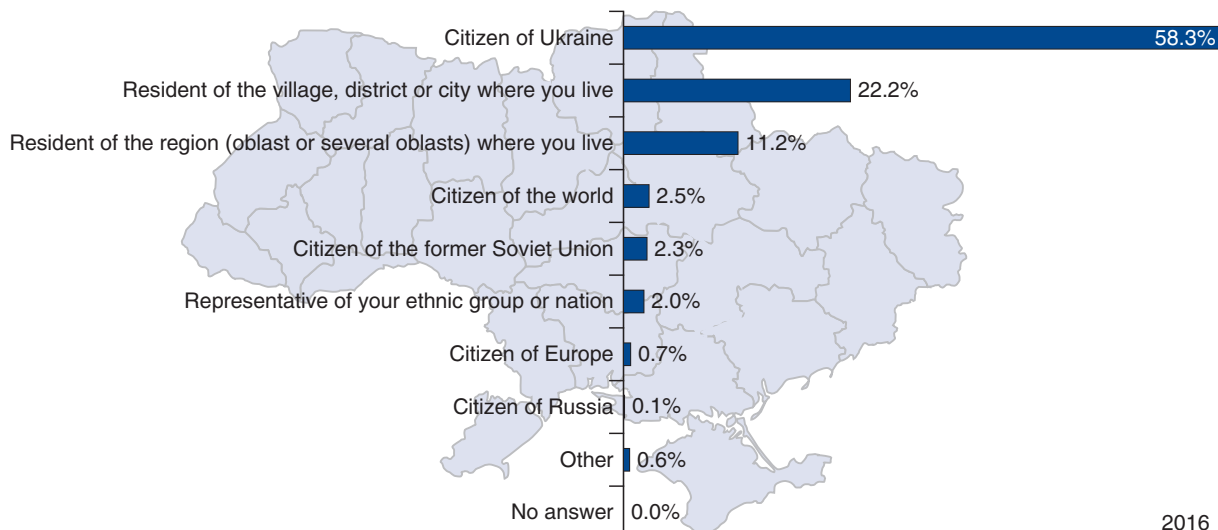 Citizen of Ukraine 58.3%
Resident of the village, district or city where you live 22.2%
Resident of the region (oblast or several oblasts) where you live 11.2%
Citizen of the world 2.5%
Citizen of the former Soviet Union 2.3%
Representative of your ethnic group or nation 2.0%
Citizen of Europe 0.7%
Citizen of Russia 0.1%
Other 0.6%
No answer 0.0%
2016